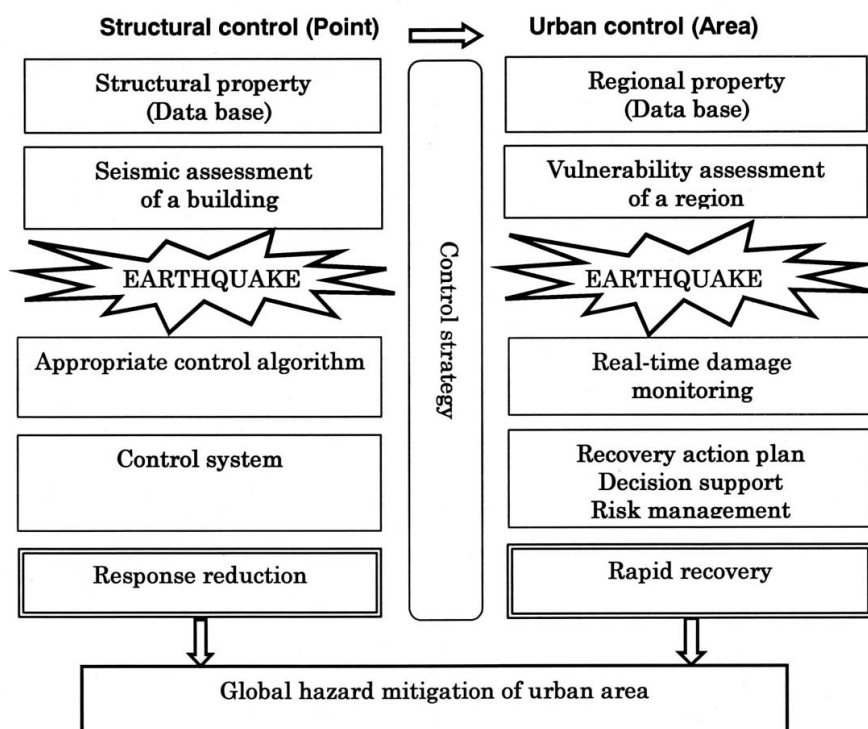 Structural control (Point)
Urban control (Area)
Structural property
(Data base)
Seismic assessment
of a building
EARTHQUAKE
Appropriate control algorithm
Control system
Response reduction
Control strategy
Regional property
(Data base)
Vulnerability assessment
of a region
EARTHQUAKE
Real-time damage
monitoring
Recovery action plan
Decision support
Risk management
Rapid recovery
Global hazard mitigation of urban area